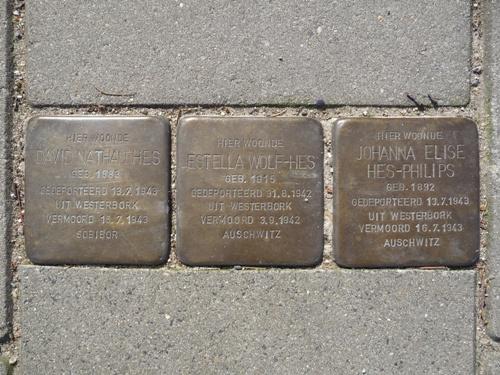 HIER WOONDE
DAVID NATHAN HES
GEB. 1883
GEDEPORTEERD 13.7.1943
UIT WESTERBORK
VERMOORD 16.7.1943
SOBIBOR
HIER WOONDE
ESTELLA WOLF-HES
GEB. 1915
GEDEPORTEERD 31.8.1942
UIT WESTERBORK
VERMOORD 3.9.1942
AUSCHWITZ
HIER WOONDE
JOHANNA ELISE
HES-PHILIPS
GEB. 1892
GEDEPORTEERD 13.7.1943
UIT WESTERBORK
VERMOORD 16.7.1943
AUSCHWITZ